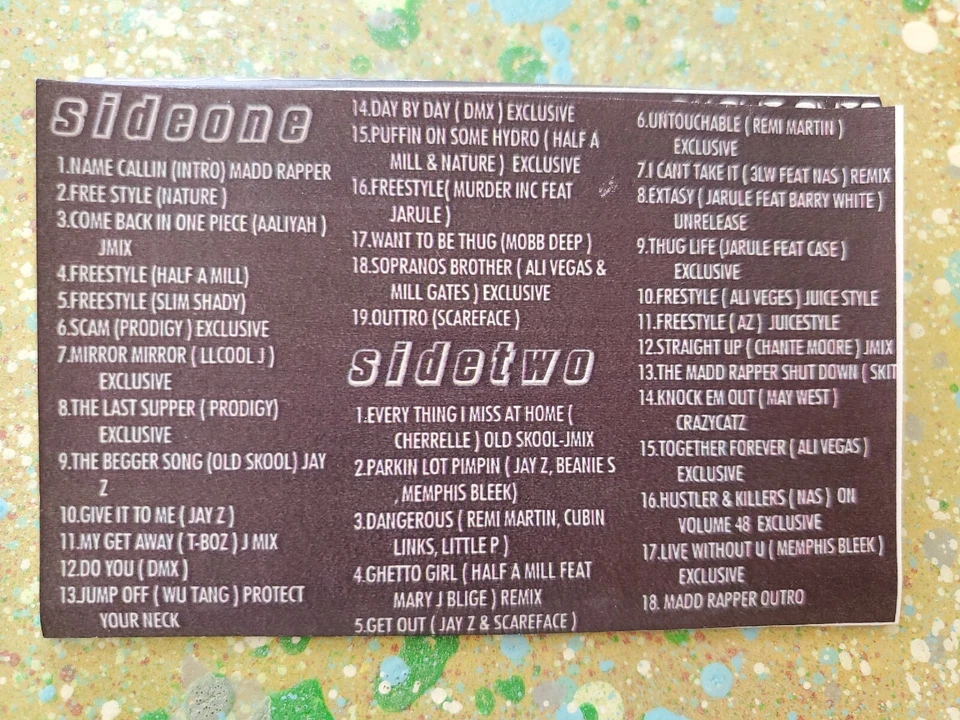 sideone
1.NAME CALLIN (INTRO) MADD RAPPER
2.FREE STYLE (NATURE )
3.COME BACK IN ONE PIECE (AALIYAH )
JMIX
4.FREESTYLE (HALF A MILL)
5.FREESTYLE (SLIM SHADY)
6.SCAM (PRODIGY ) EXCLUSIVE
7.MIRROR MIRROR ( LLCOOL J )
EXCLUSIVE
8.THE LAST SUPPER ( PRODIGY)
EXCLUSIVE
9.THE BEGGER SONG (OLD SKOOL) JAY
Z
10.GIVE IT TO ME ( JAY Z )
11.MY GET AWAY ( T-BOZ ) J MIX
12.DO YOU ( DMX )
13.JUMP OFF ( WU TANG ) PROTECT
YOUR NECK
14.DAY BY DAY ( DMX ) EXCLUSIVE
15.PUFFIN ON SOME HYDRO ( HALF A
MILL & NATURE ) EXCLUSIVE
16.FREESTYLE( MURDER INC FEAT
JARULE )
17.WANT TO BE THUG (MOBB DEEP )
18.SOPRANOS BROTHER ( ALI VEGAS &
MILL GATES ) EXCLUSIVE
19.OUTTRO (SCAREFACE )
sidetwo
1.EVERY THING I MISS AT HOME (
CHERRELLE ) OLD SKOOL-JMIX
2.PARKIN LOT PIMPIN ( JAY Z, BEANIE S
, MEMPHIS BLEEK)
3.DANGEROUS ( REMI MARTIN, CUBIN
LINKS, LITTLE P )
4.GHETTO GIRL ( HALF A MILL FEAT
MARY J BLIGE ) REMIX
5.GET OUT ( JAY Z & SCAREFACE )
6.UNTOUCHABLE ( REMI MARTIN )
EXCLUSIVE
7.I CANT TAKE IT ( 3LW FEAT NAS ) REMIX
8.EXTASY ( JARULE FEAT BARRY WHITE )
UNRELEASE
9.THUG LIFE (JARULE FEAT CASE )
EXCLUSIVE
10.FRESTYLE ( ALI VEGES ) JUICE STYLE
11.FREESTYLE ( AZ ) JUICESTYLE
12.STRAIGHT UP ( CHANTE MOORE ) JMIX
13.THE MADD RAPPER SHUT DOWN ( SKIT
14.KNOCK EM OUT ( MAY WEST )
CRAZYCATZ
15.TOGETHER FOREVER ( ALI VEGAS )
EXCLUSIVE
16.HUSTLER & KILLERS ( NAS ) ON
VOLUME 48 EXCLUSIVE
17.LIVE WITHOUT U ( MEMPHIS BLEEK )
EXCLUSIVE
18. MADD RAPPER OUTRO